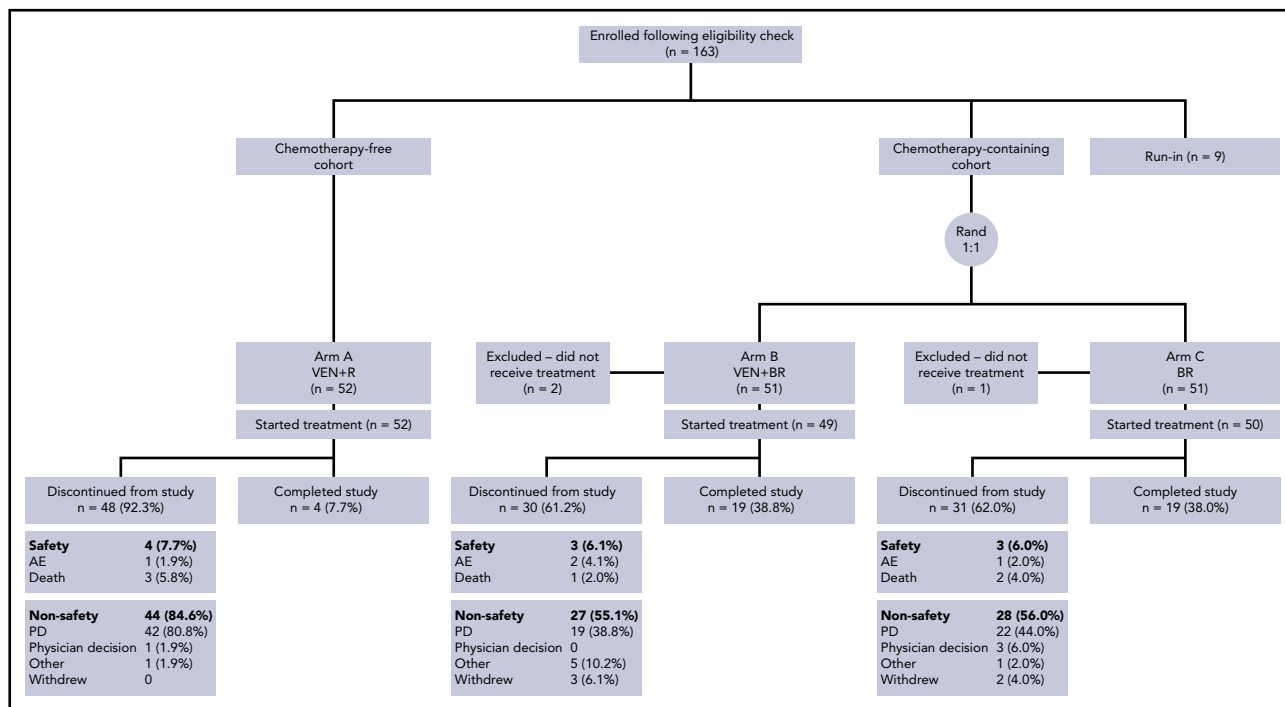 Enrolled following eligibility check
(n = 163)
Chemotherapy-free
cohort
Chemotherapy-containing
cohort
Run-in (n = 9)
Rand
1:1
Arm A
VEN+R
(n = 52)
Excluded – did not
receive treatment
(n = 2)
Arm B
VEN+BR
(n = 51)
Excluded – did not
receive treatment
(n = 1)
Arm C
BR
(n = 51)
Started treatment (n = 52)
Started treatment (n = 49)
Started treatment (n = 50)
Discontinued from study
n = 48 (92.3%)
Completed study
n = 4 (7.7%)
Discontinued from study
n = 30 (61.2%)
Completed study
n = 19 (38.8%)
Discontinued from study
n = 31 (62.0%)
Completed study
n = 19 (38.0%)
Safety 4 (7.7%)
AE 1 (1.9%)
Death 3 (5.8%)
Non-safety 44 (84.6%)
PD 42 (80.8%)
Physician decision 1 (1.9%)
Other 1 (1.9%)
Withdrew 0
Safety 3 (6.1%)
AE 2 (4.1%)
Death 1 (2.0%)
Non-safety 27 (55.1%)
PD 19 (38.8%)
Physician decision 0
Other 5 (10.2%)
Withdrew 3 (6.1%)
Safety 3 (6.0%)
AE 1 (2.0%)
Death 2 (4.0%)
Non-safety 28 (56.0%)
PD 22 (44.0%)
Physician decision 3 (6.0%)
Other 1 (2.0%)
Withdrew 2 (4.0%)